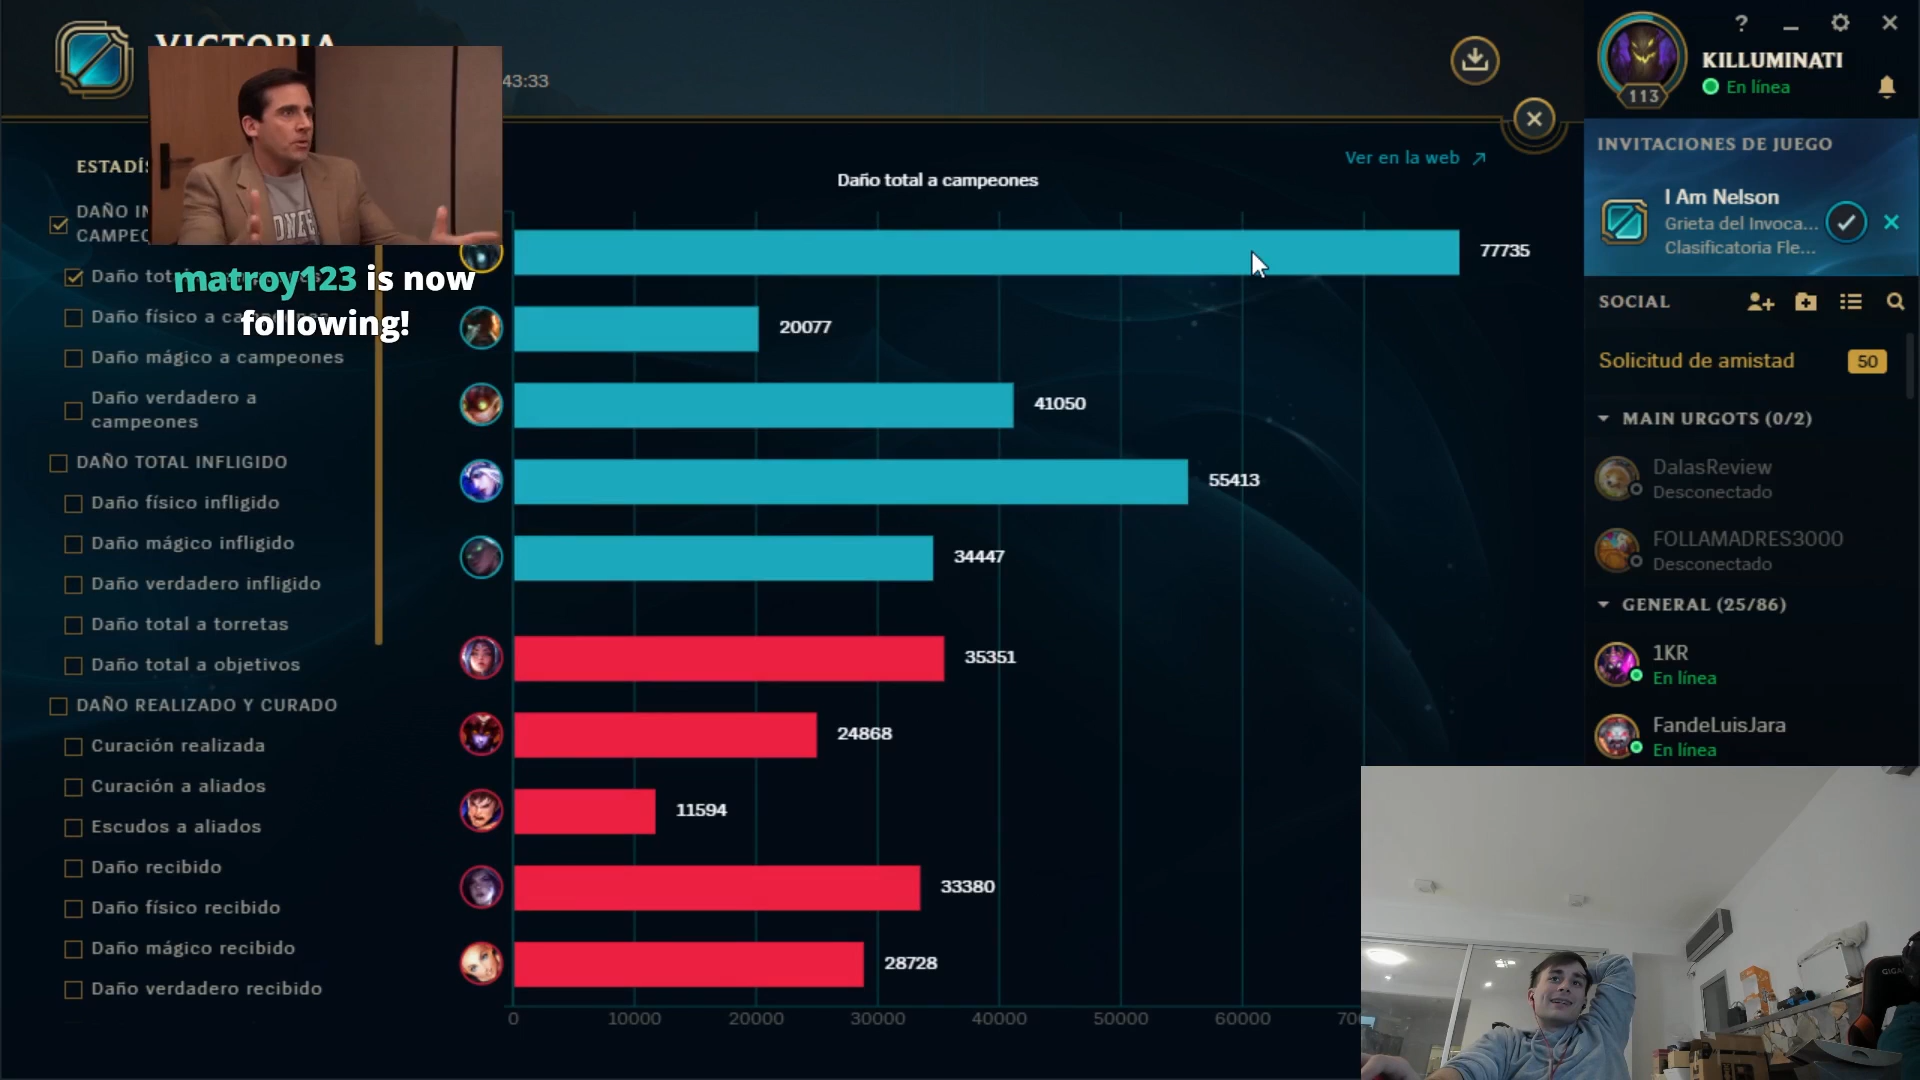 VICTORIA
43:33
ESTADÍS
DAÑO IN
CAMPEO
Daño tot
Daño físico a ca
Daño mágico a campeones
Daño verdadero a
campeones
DAÑO TOTAL INFLIGIDO
Daño físico infligido
Daño mágico infligido
Daño verdadero infligido
Daño total a torretas
Daño total a objetivos
DAÑO REALIZADO Y CURADO
Curación realizada
Curación a aliados
Escudos a aliados
Daño recibido
Daño físico recibido
Daño mágico recibido
Daño verdadero recibido
matroy123 is now
following!
Ver en la web
Daño total a campeones
77735
20077
41050
55413
34447
35351
24868
11594
33380
28728
0 10000 20000 30000 40000 50000 60000 70
?
KILLUMINATI
En línea
113
INVITACIONES DE JUEGO
I Am Nelson
Grieta del Invoca...
Clasificatoria Fle...
SOCIAL
Solicitud de amistad 50
MAIN URGOTS (0/2)
DalasReview
Desconectado
FOLLAMADRES3000
Desconectado
GENERAL (25/86)
1KR
En línea
FandeLuisJara
En línea